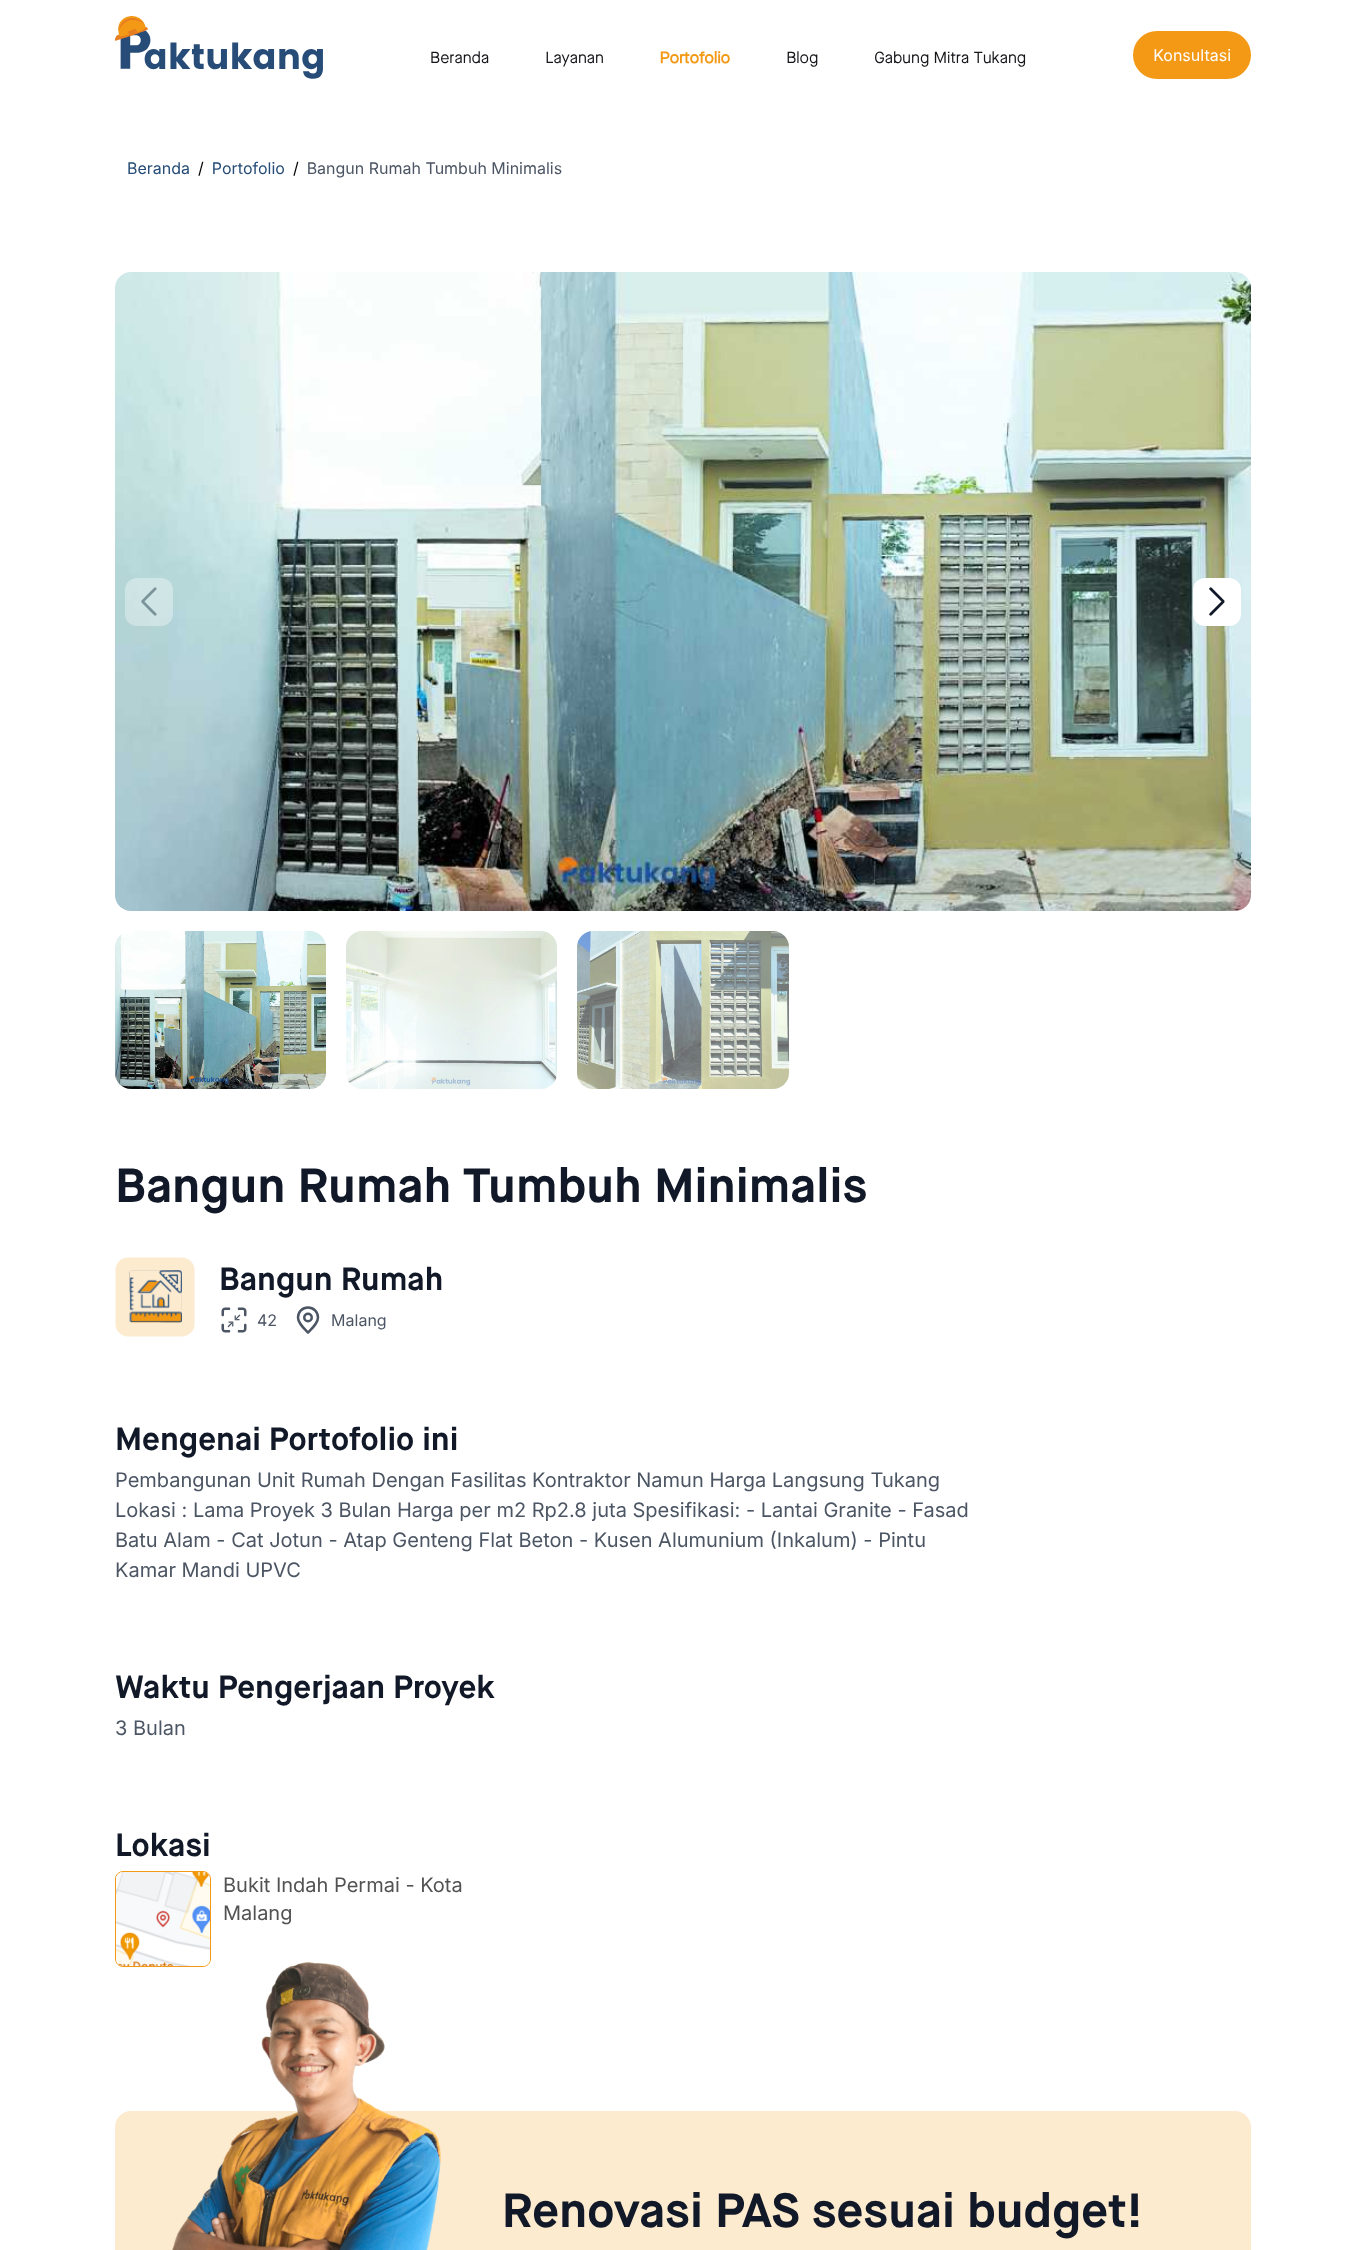 Paktukang
Beranda
Layanan
Portofolio
Blog
Gabung Mitra Tukang
Konsultasi
Beranda / Portofolio / Bangun Rumah Tumbuh Minimalis
Paktukang
Paktukang
Paktukang
Paktukang
Bangun Rumah Tumbuh Minimalis
Bangun Rumah
42
Malang
Mengenai Portofolio ini
Pembangunan Unit Rumah Dengan Fasilitas Kontraktor Namun Harga Langsung Tukang
Lokasi : Lama Proyek 3 Bulan Harga per m2 Rp2.8 juta Spesifikasi: - Lantai Granite - Fasad
Batu Alam - Cat Jotun - Atap Genteng Flat Beton - Kusen Alumunium (Inkalum) - Pintu
Kamar Mandi UPVC
Waktu Pengerjaan Proyek
3 Bulan
Lokasi
Bukit Indah Permai - Kota
Malang
Paktukang
Renovasi PAS sesuai budget!